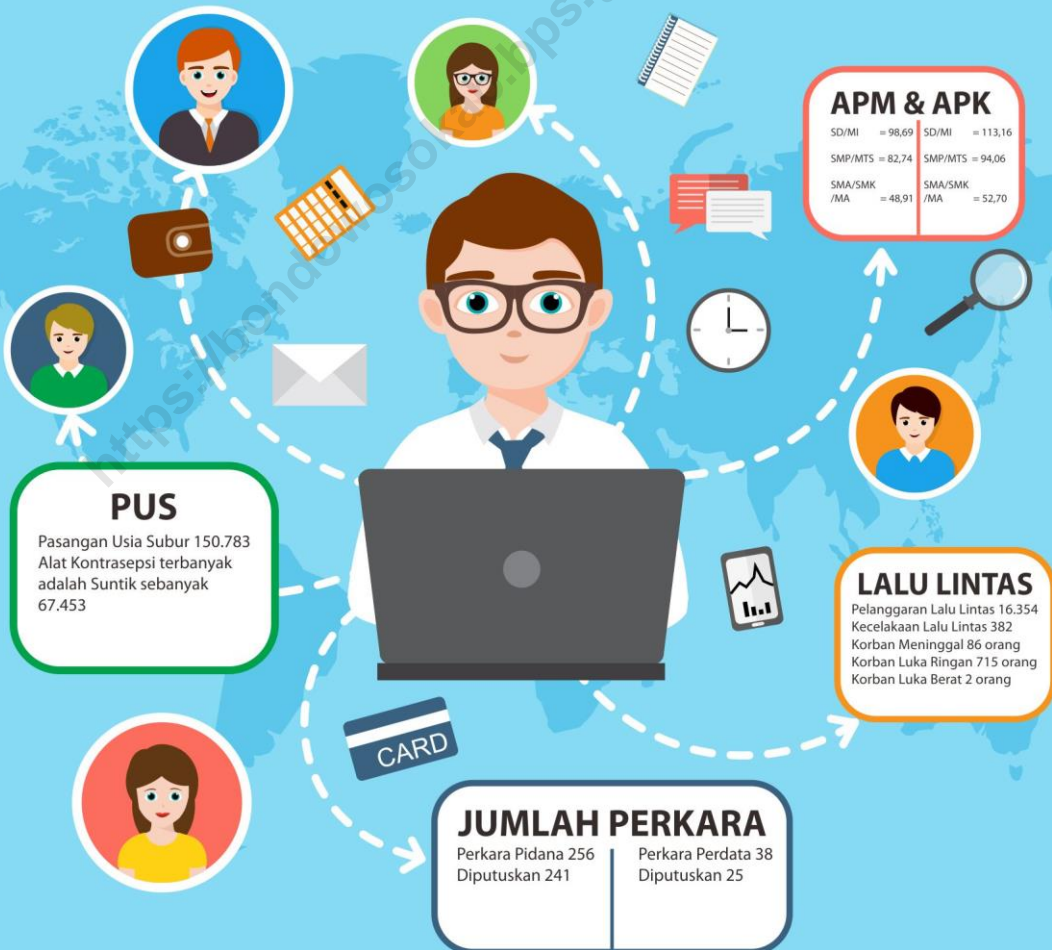 APM & APK
SD/MI = 98,69 SD/MI = 113,16
SMP/MTS = 82,74 SMP/MTS = 94,06
SMA/SMK SMA/SMK
/MA = 48,91 /MA = 52,70
PUS
Pasangan Usia Subur 150.783
Alat Kontrasepsi terbanyak
adalah Suntik sebanyak
67.453
LALU LINTAS
Pelanggaran Lalu Lintas 16.354
Kecelakaan Lalu Lintas 382
Korban Meninggal 86 orang
Korban Luka Ringan 715 orang
Korban Luka Berat 2 orang
CARD
JUMLAH PERKARA
Perkara Pidana 256
Diputuskan 241
Perkara Perdata 38
Diputuskan 25